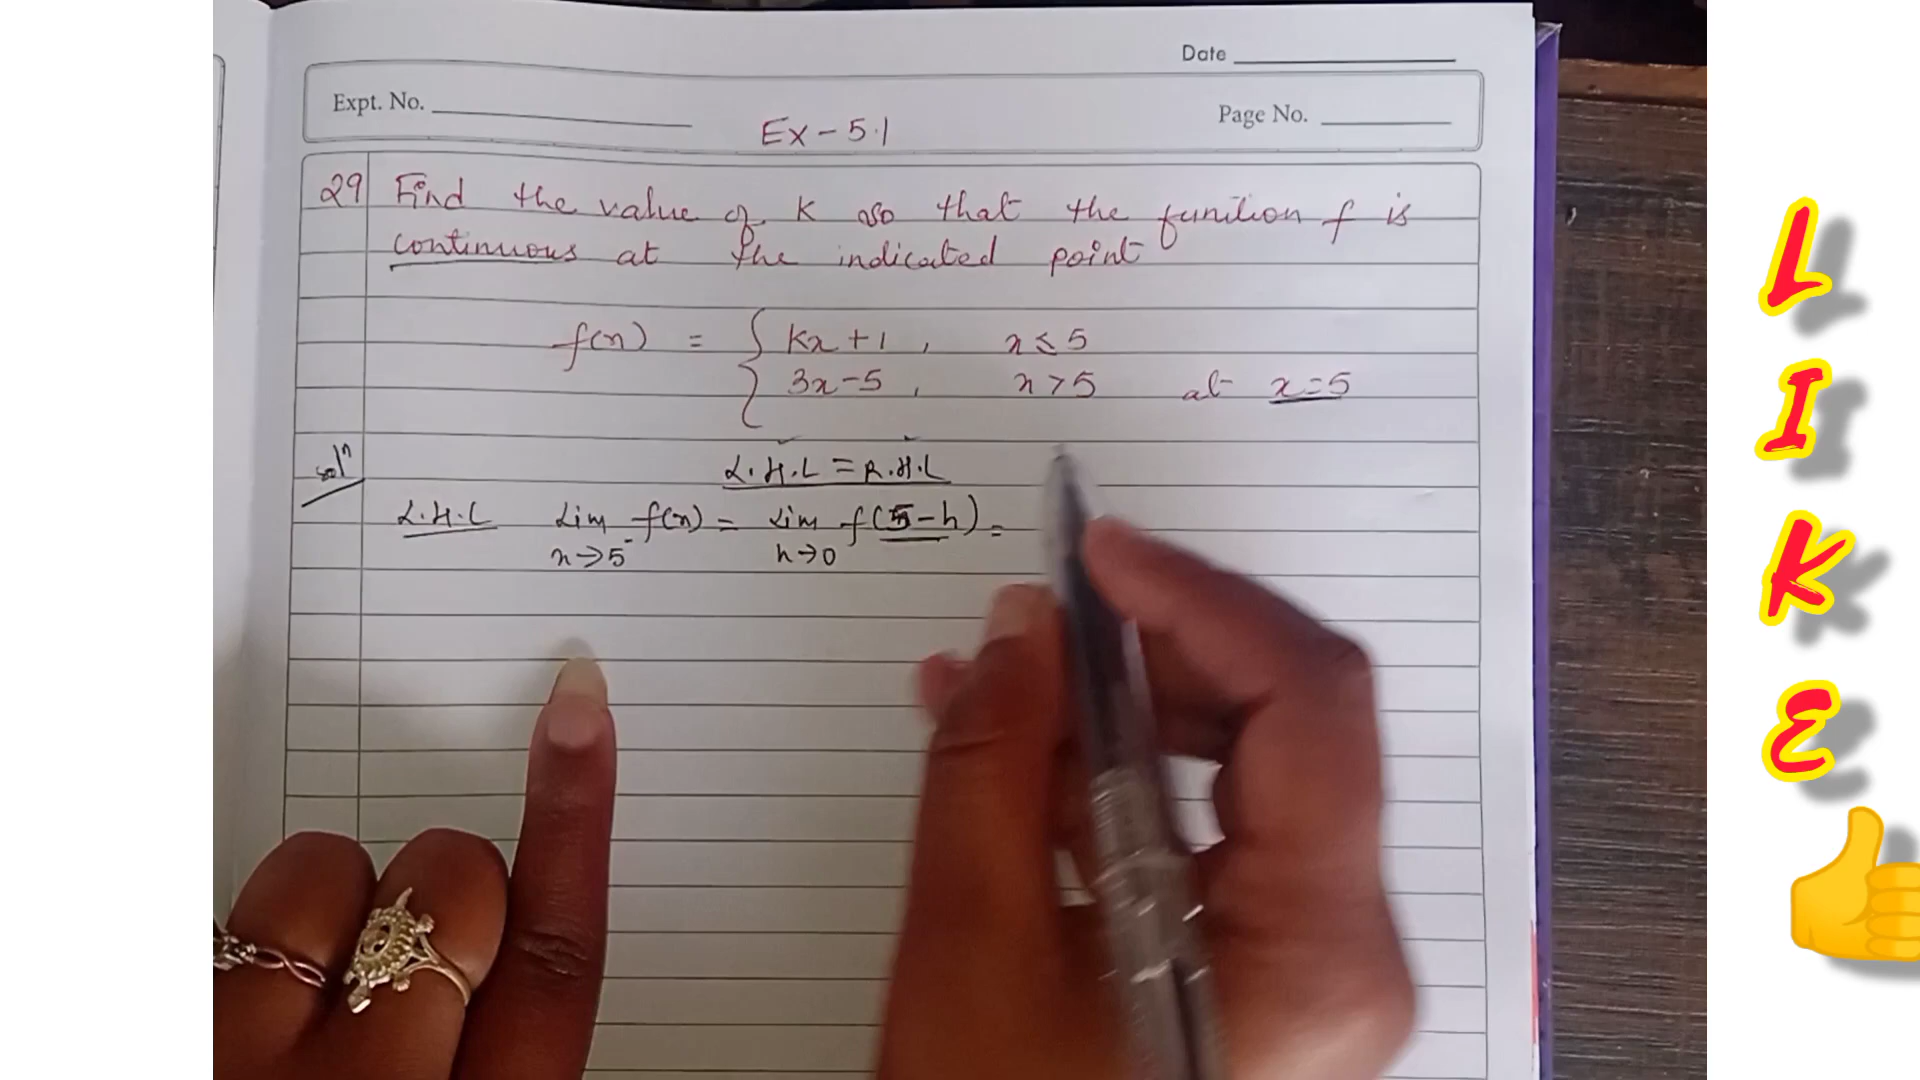 Date
Expt. No.
Page No.
Ex - 5.1
29 Find the value of K so that the function f is
continuous at the indicated point
f(x) = { Kx + 1 , x ≤ 5
3x - 5 , x > 5 at x = 5
solⁿ
L.H.L = R.H.L
L.H.L Lim f(x) = Lim f(5-h) =
x→5⁻ h→0
L
I
K
E